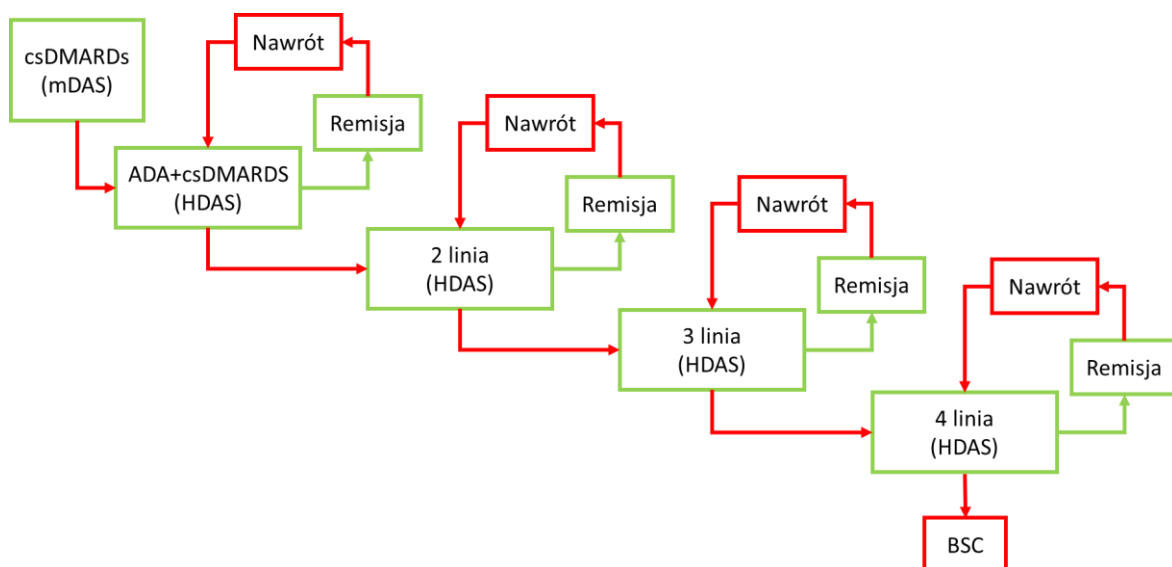 csDMARDs
(mDAS)
Nawrót
Remisja
ADA+csDMARDS
(HDAS)
Nawrót
Remisja
2 linia
(HDAS)
Nawrót
Remisja
3 linia
(HDAS)
Nawrót
Remisja
4 linia
(HDAS)
BSC